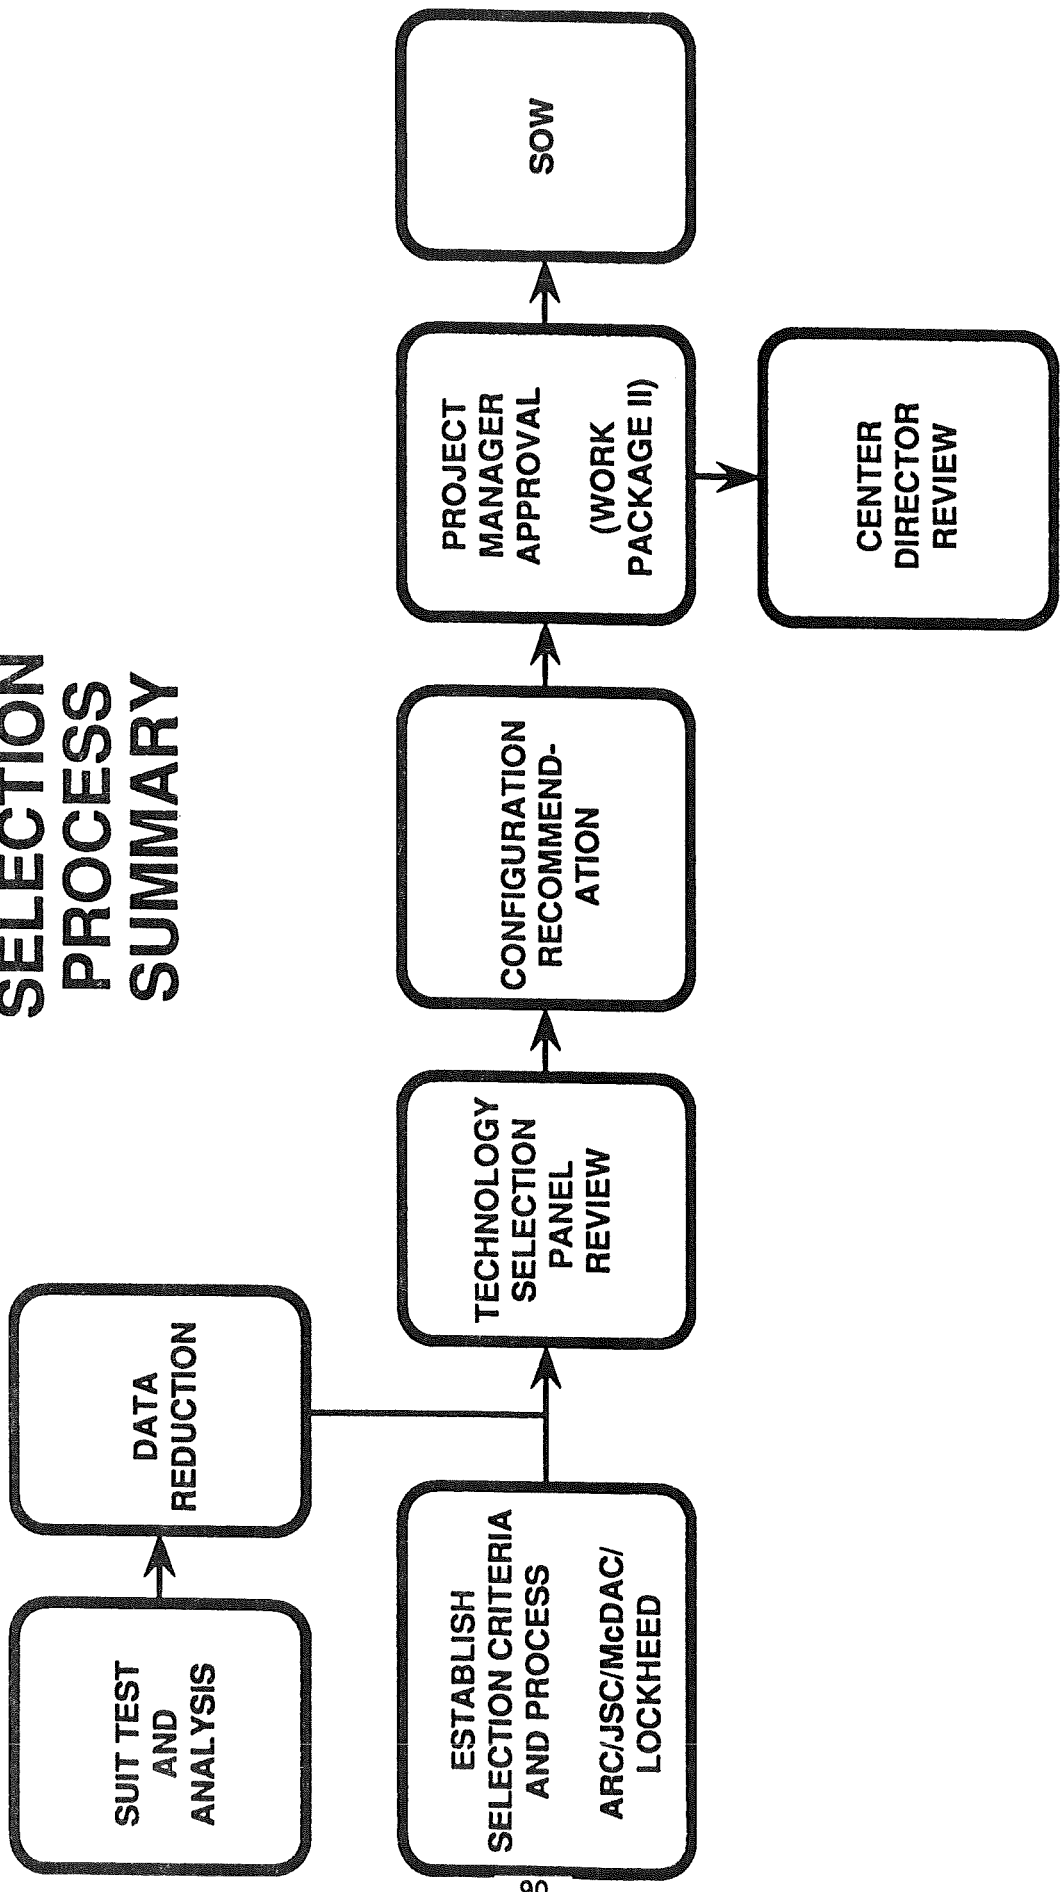 SELECTION
PROCESS
SUMMARY
SUIT TEST
AND
ANALYSIS
DATA
REDUCTION
ESTABLISH
SELECTION CRITERIA
AND PROCESS
ARC/JSC/McDAC/
LOCKHEED
TECHNOLOGY
SELECTION
PANEL
REVIEW
CONFIGURATION
RECOMMEND-
ATION
PROJECT
MANAGER
APPROVAL
(WORK
PACKAGE II)
SOW
CENTER
DIRECTOR
REVIEW